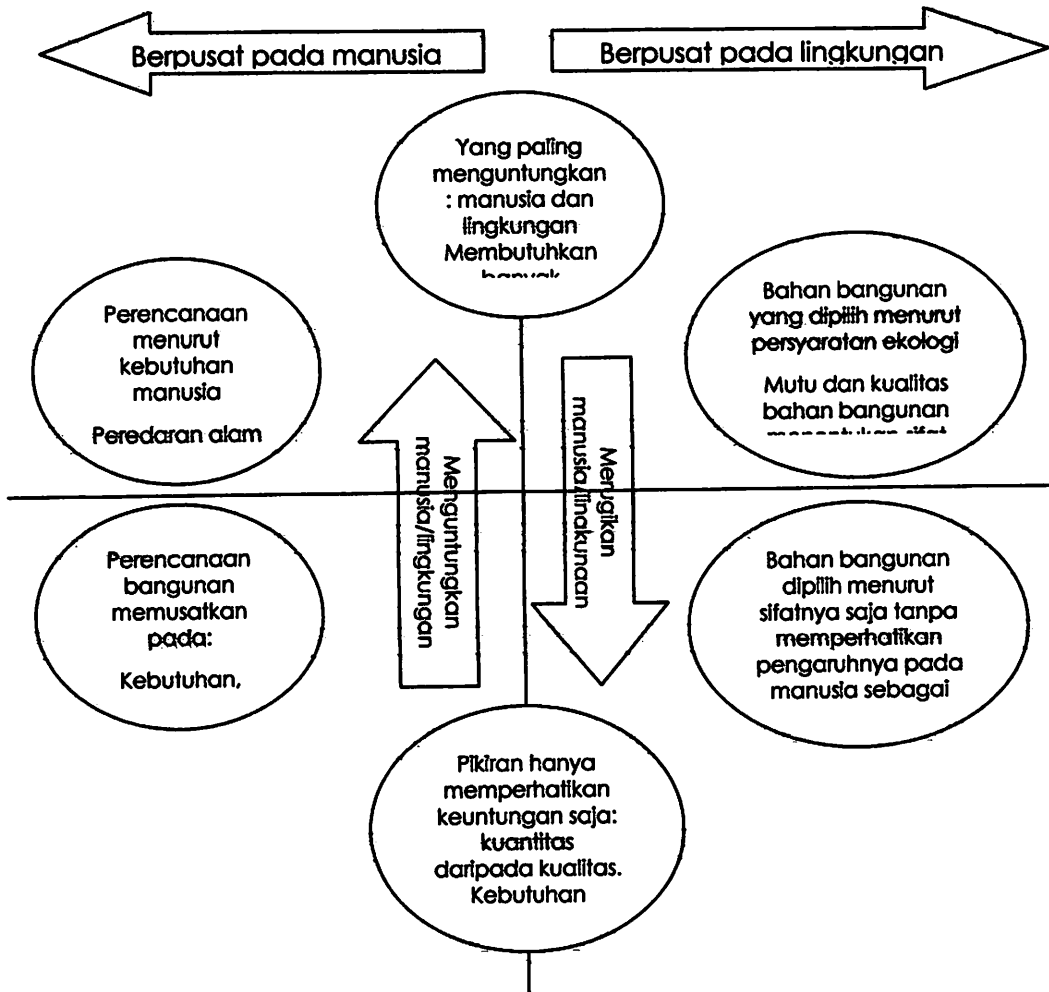 Berpusat pada manusia
Berpusat pada lingkungan
Yang paling
menguntungkan
: manusia dan
lingkungan
Membutuhkan
banyak
Perencanaan
menurut
kebutuhan
manusia
Peredaran alam
Bahan bangunan
yang dipilih menurut
persyaratan ekologi
Mutu dan kualitas
bahan bangunan
menentukan sifat
Menguntungkan
manusia/lingkungan
Merugikan
manusia/lingkungan
Perencanaan
bangunan
memusatkan
pada:
Kebutuhan,
Bahan bangunan
dipilih menurut
sifatnya saja tanpa
memperhatikan
pengaruhnya pada
manusia sebagai
Pikiran hanya
memperhatikan
keuntungan saja:
kuantitas
daripada kualitas.
Kebutuhan